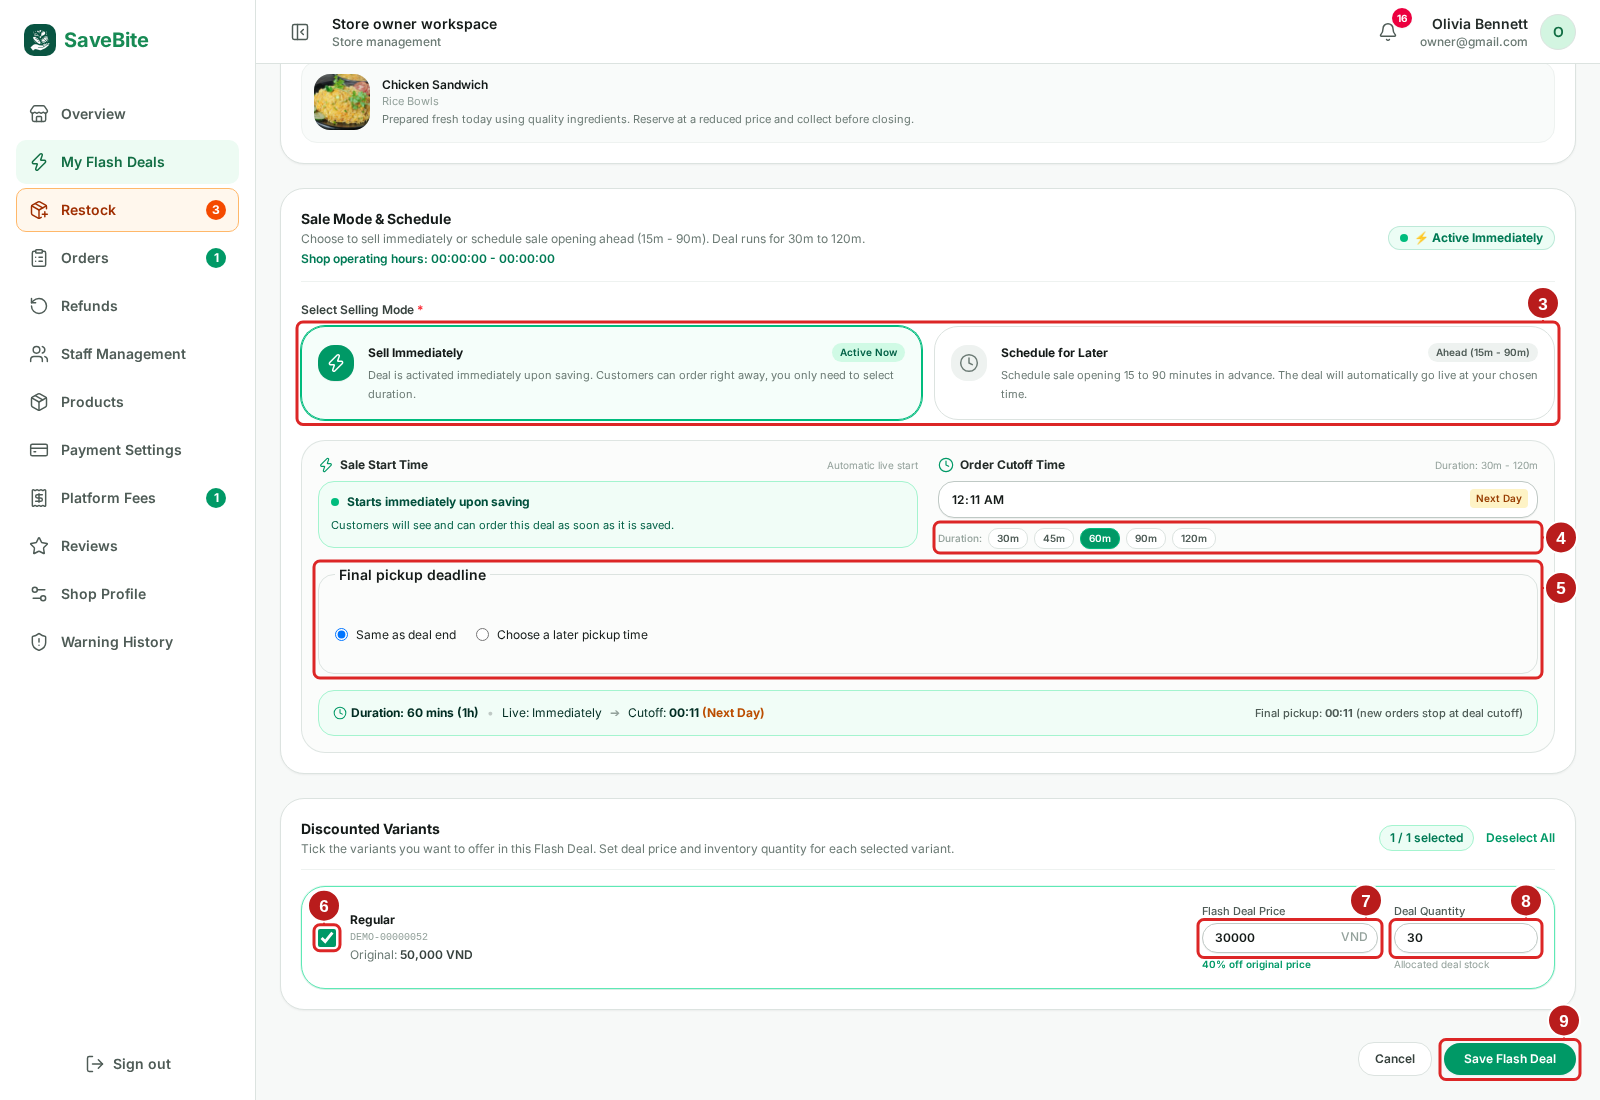 SaveBite
Store owner workspace
Store management
16
Olivia Bennett
owner@gmail.com
O
Overview
My Flash Deals
Restock
3
Orders
1
Refunds
Staff Management
Products
Payment Settings
Platform Fees
1
Reviews
Shop Profile
Warning History
Sign out
Chicken Sandwich
Rice Bowls
Prepared fresh today using quality ingredients. Reserve at a reduced price and collect before closing.
Sale Mode & Schedule
Choose to sell immediately or schedule sale opening ahead (15m - 90m). Deal runs for 30m to 120m.
Shop operating hours: 00:00:00 - 00:00:00
⚡ Active Immediately
Select Selling Mode *
3
Sell Immediately
Active Now
Deal is activated immediately upon saving. Customers can order right away, you only need to select
duration.
Schedule for Later
Ahead (15m - 90m)
Schedule sale opening 15 to 90 minutes in advance. The deal will automatically go live at your chosen
time.
Sale Start Time
Automatic live start
Starts immediately upon saving
Customers will see and can order this deal as soon as it is saved.
Order Cutoff Time
Duration: 30m - 120m
12:11 AM
Next Day
Duration: 30m 45m 60m 90m 120m
4
Final pickup deadline
5
Same as deal end
Choose a later pickup time
Duration: 60 mins (1h) • Live: Immediately → Cutoff: 00:11 (Next Day)
Final pickup: 00:11 (new orders stop at deal cutoff)
Discounted Variants
Tick the variants you want to offer in this Flash Deal. Set deal price and inventory quantity for each selected variant.
1 / 1 selected
Deselect All
6
Regular
DEMO-00000052
Original: 50,000 VND
7
Flash Deal Price
30000 VND
40% off original price
8
Deal Quantity
30
Allocated deal stock
9
Cancel
Save Flash Deal